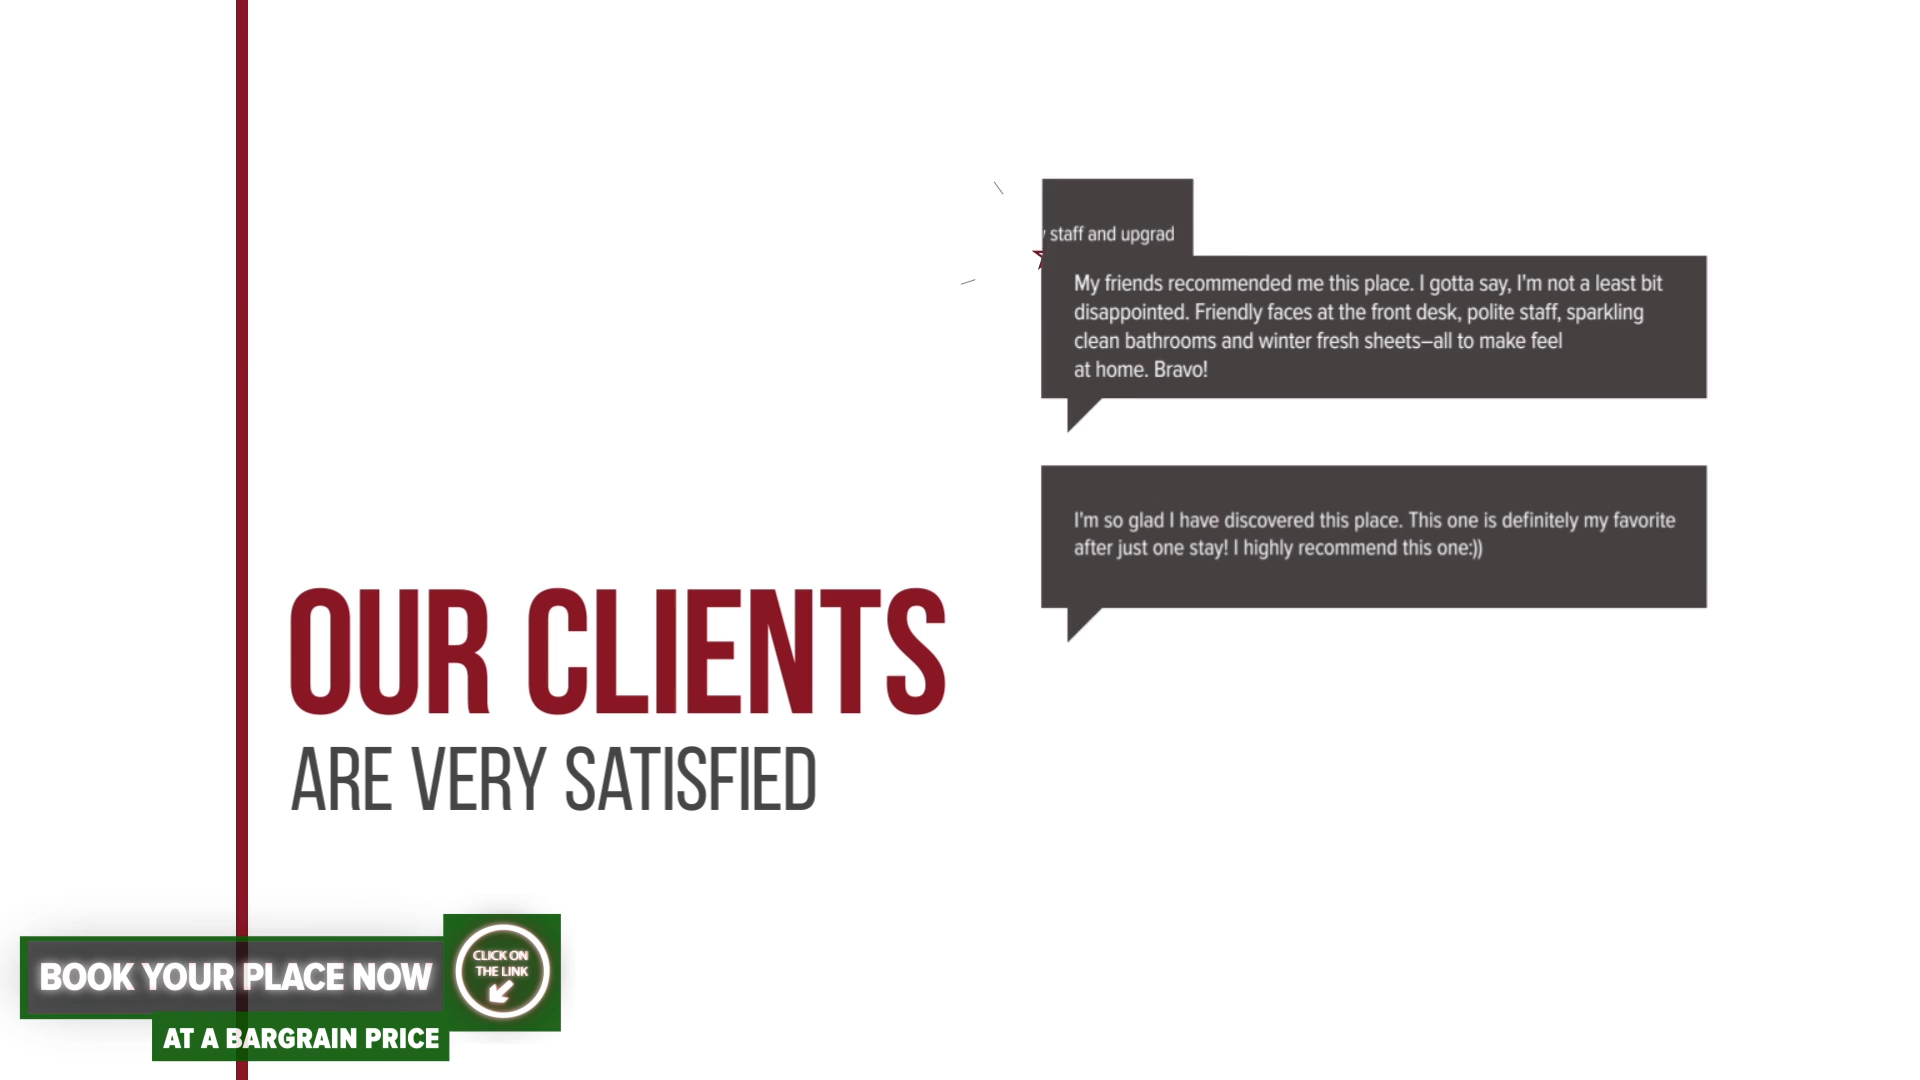 staff and upgrad
My friends recommended me this place. I gotta say, I'm not a least bit
disappointed. Friendly faces at the front desk, polite staff, sparkling
clean bathrooms and winter fresh sheets–all to make feel
at home. Bravo!
I'm so glad I have discovered this place. This one is definitely my favorite
after just one stay! I highly recommend this one:))
OUR CLIENTS
ARE VERY SATISFIED
BOOK YOUR PLACE NOW
CLICK ON
THE LINK
AT A BARGRAIN PRICE